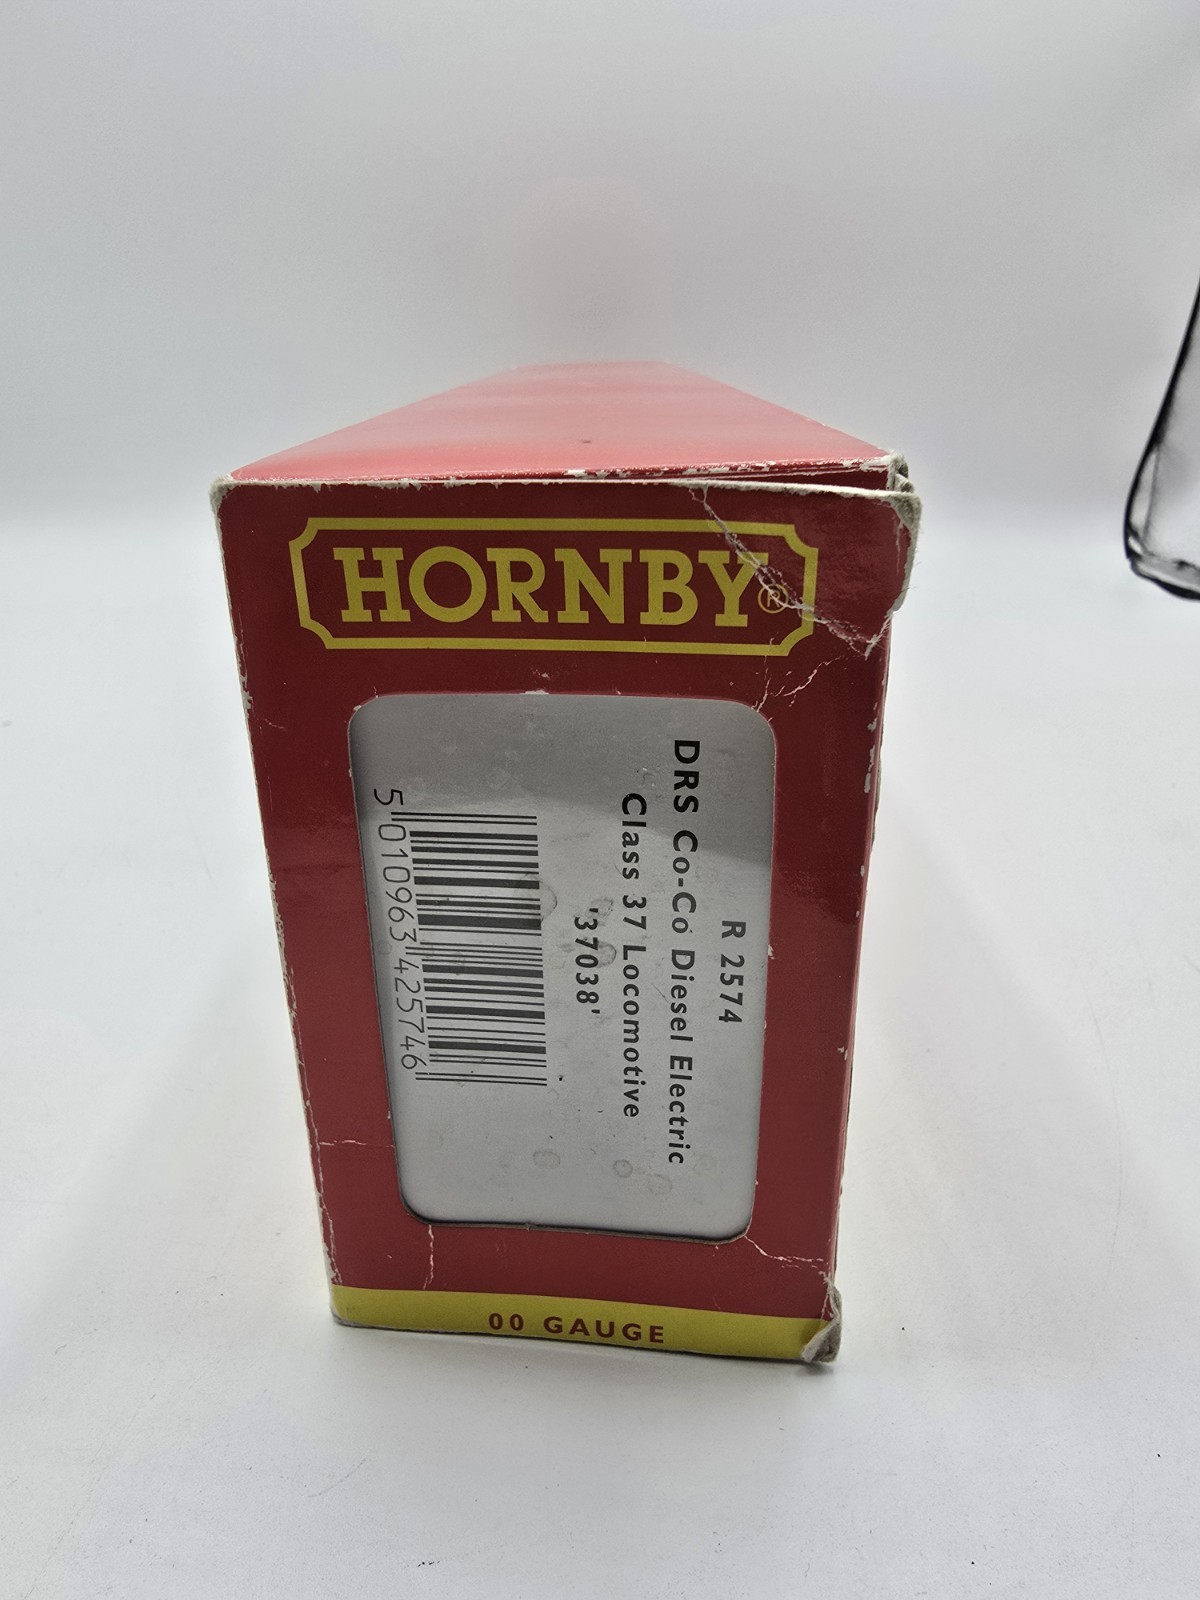 HORNBY®
R 2574
DRS Co-Co Diesel Electric
Class 37 Locomotive
'37038'
5 010963 425746
00 GAUGE